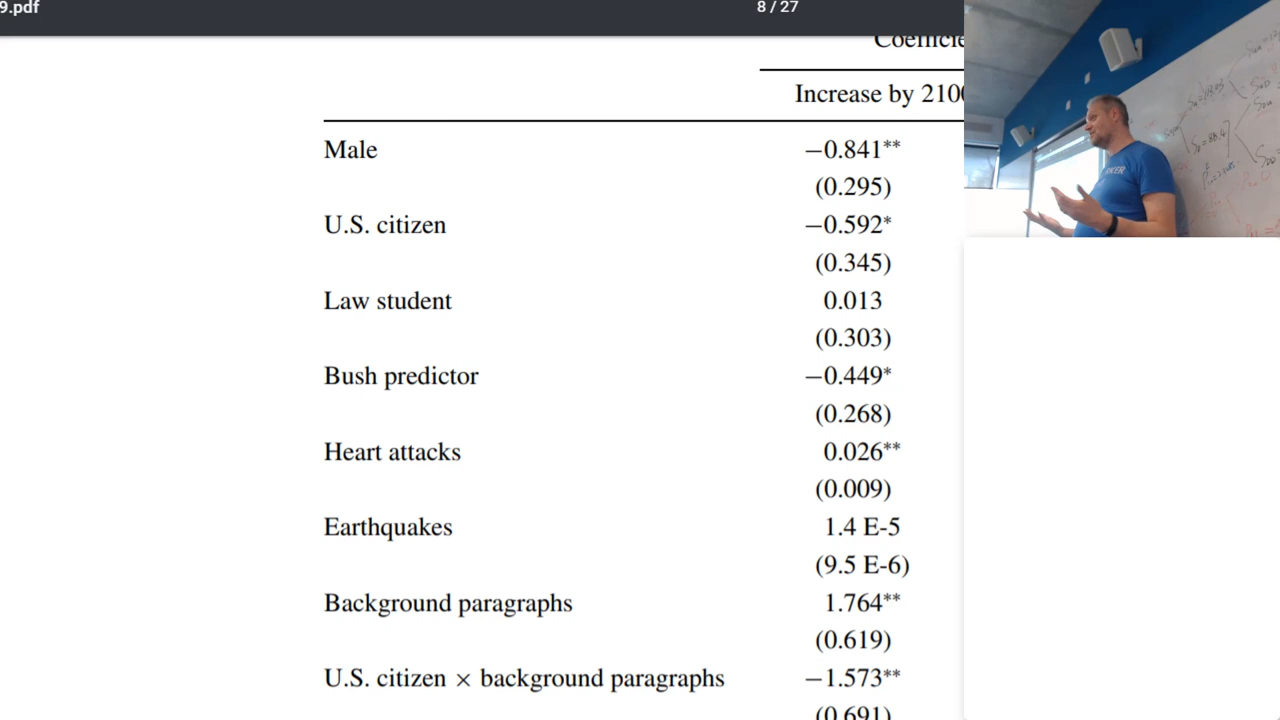 9.pdf
8 / 27
Increase by 210
Male −0.841**
(0.295)
U.S. citizen −0.592*
(0.345)
Law student 0.013
(0.303)
Bush predictor −0.449*
(0.268)
Heart attacks 0.026**
(0.009)
Earthquakes 1.4 E-5
(9.5 E-6)
Background paragraphs 1.764**
(0.619)
U.S. citizen × background paragraphs −1.573**
(0.691)